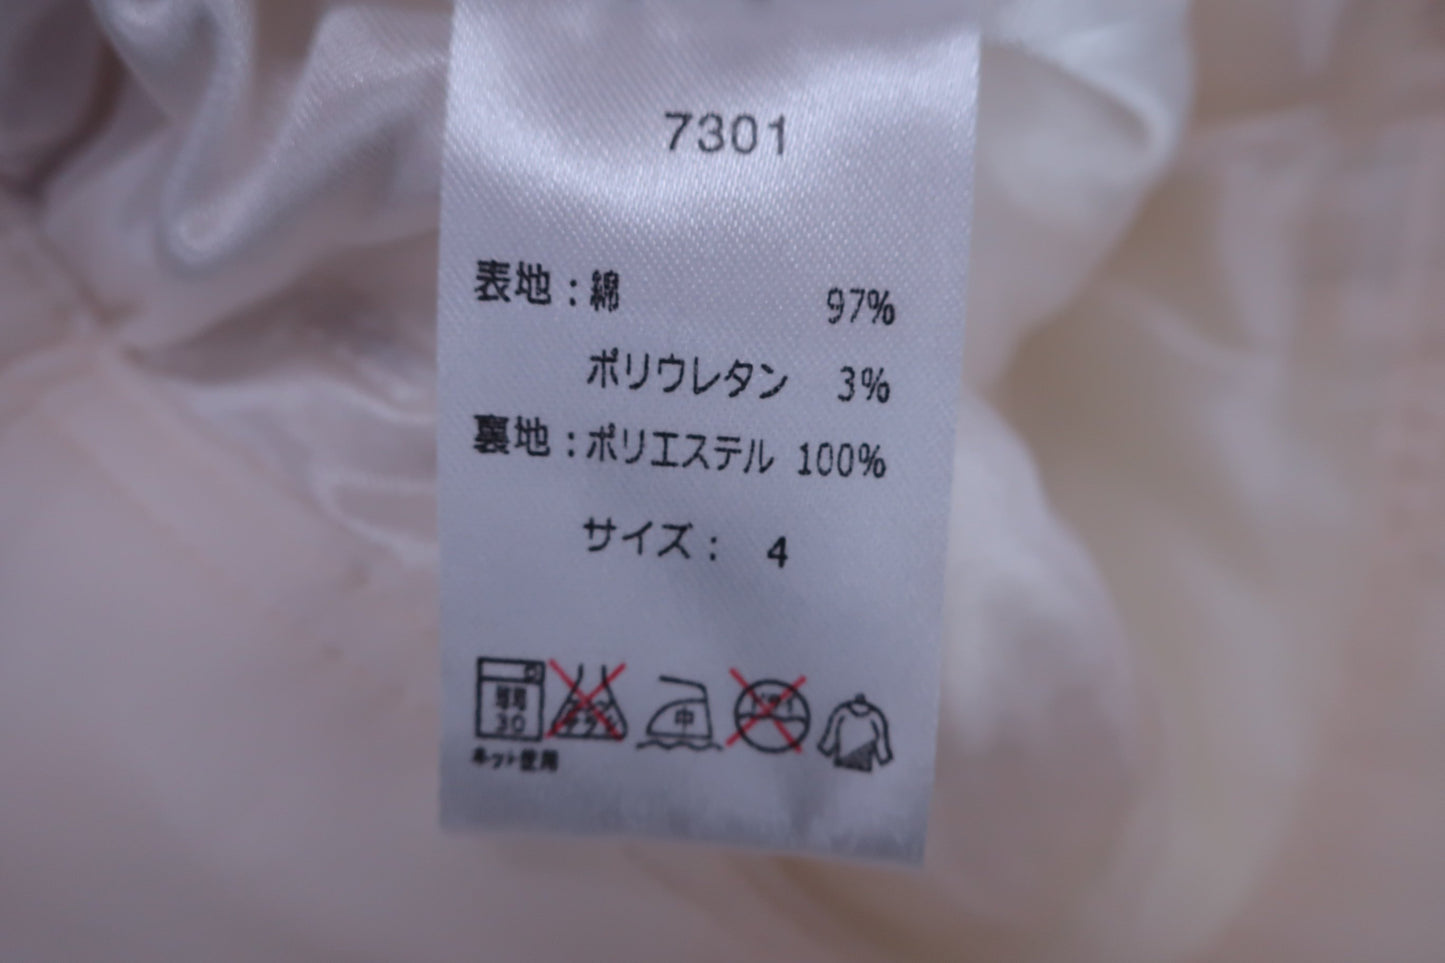 7301
表地：綿 97%
ポリウレタン 3%
裏地：ポリエステル 100%
サイズ： 4
弱 30 中
ネット使用